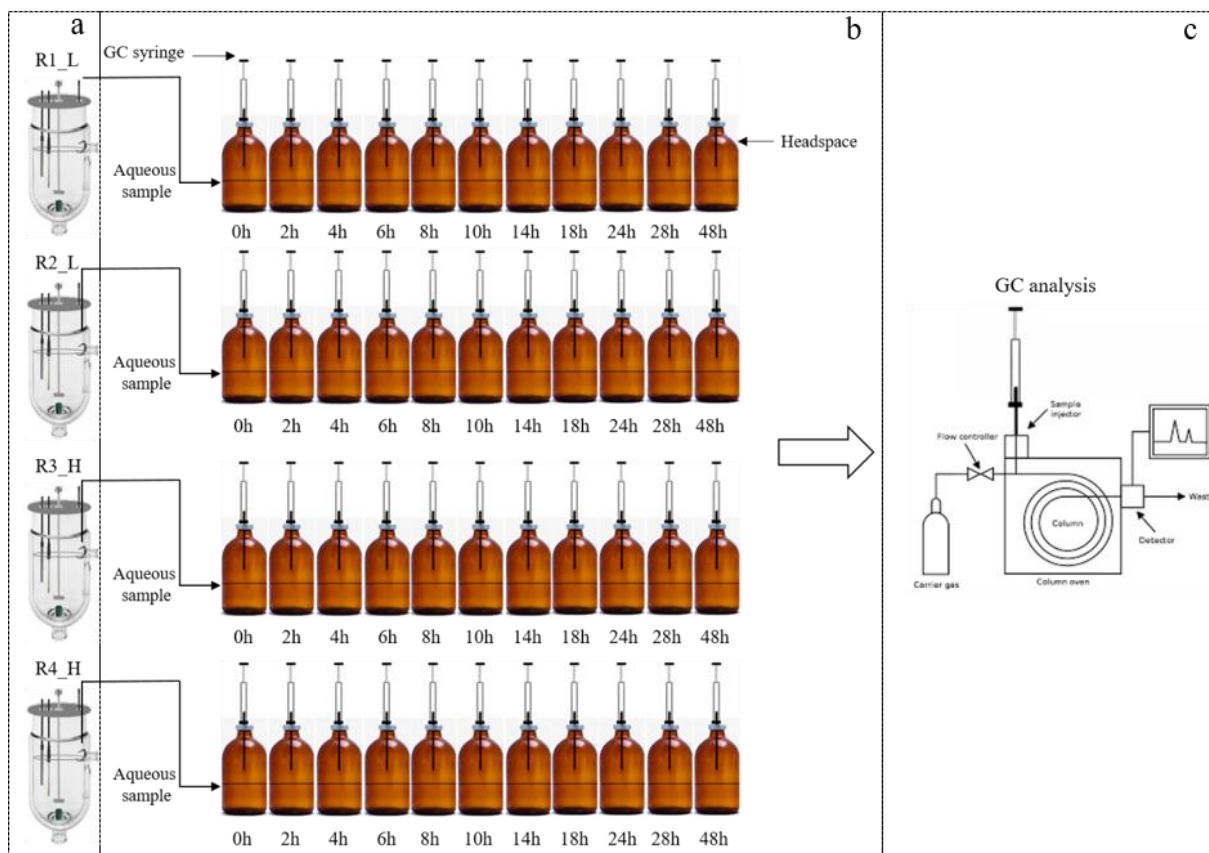 a
b
c
R1_L
GC syringe
Headspace
Aqueous
sample
0h 2h 4h 6h 8h 10h 14h 18h 24h 28h 48h
R2_L
Aqueous
sample
0h 2h 4h 6h 8h 10h 14h 18h 24h 28h 48h
R3_H
Aqueous
sample
0h 2h 4h 6h 8h 10h 14h 18h 24h 28h 48h
R4_H
Aqueous
sample
0h 2h 4h 6h 8h 10h 14h 18h 24h 28h 48h
GC analysis
Sample
injector
Flow controller
Column
Wast
Detector
Carrier gas
Column oven